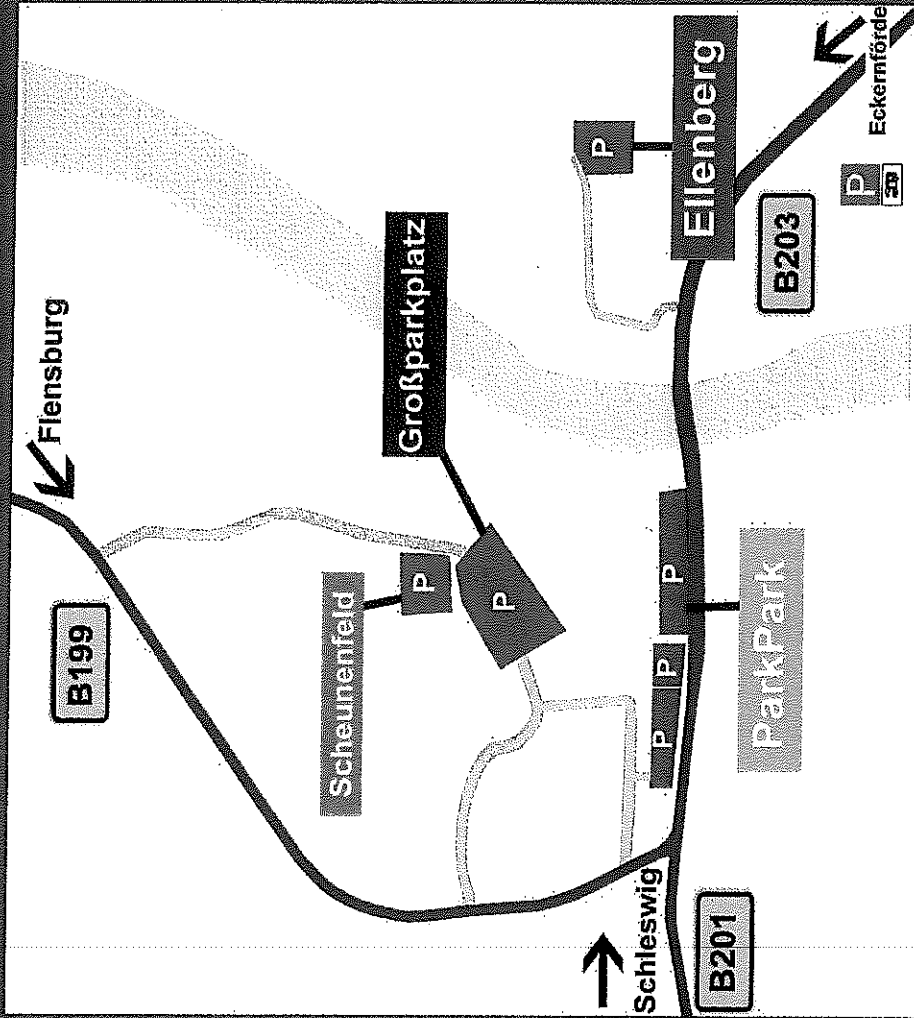 Flensburg
B199
Großparkplatz
Scheunenfeld
P
P
P
Ellenberg
B203
Eckernförde
P
P
P
P
ParkPark
Schleswig
B201